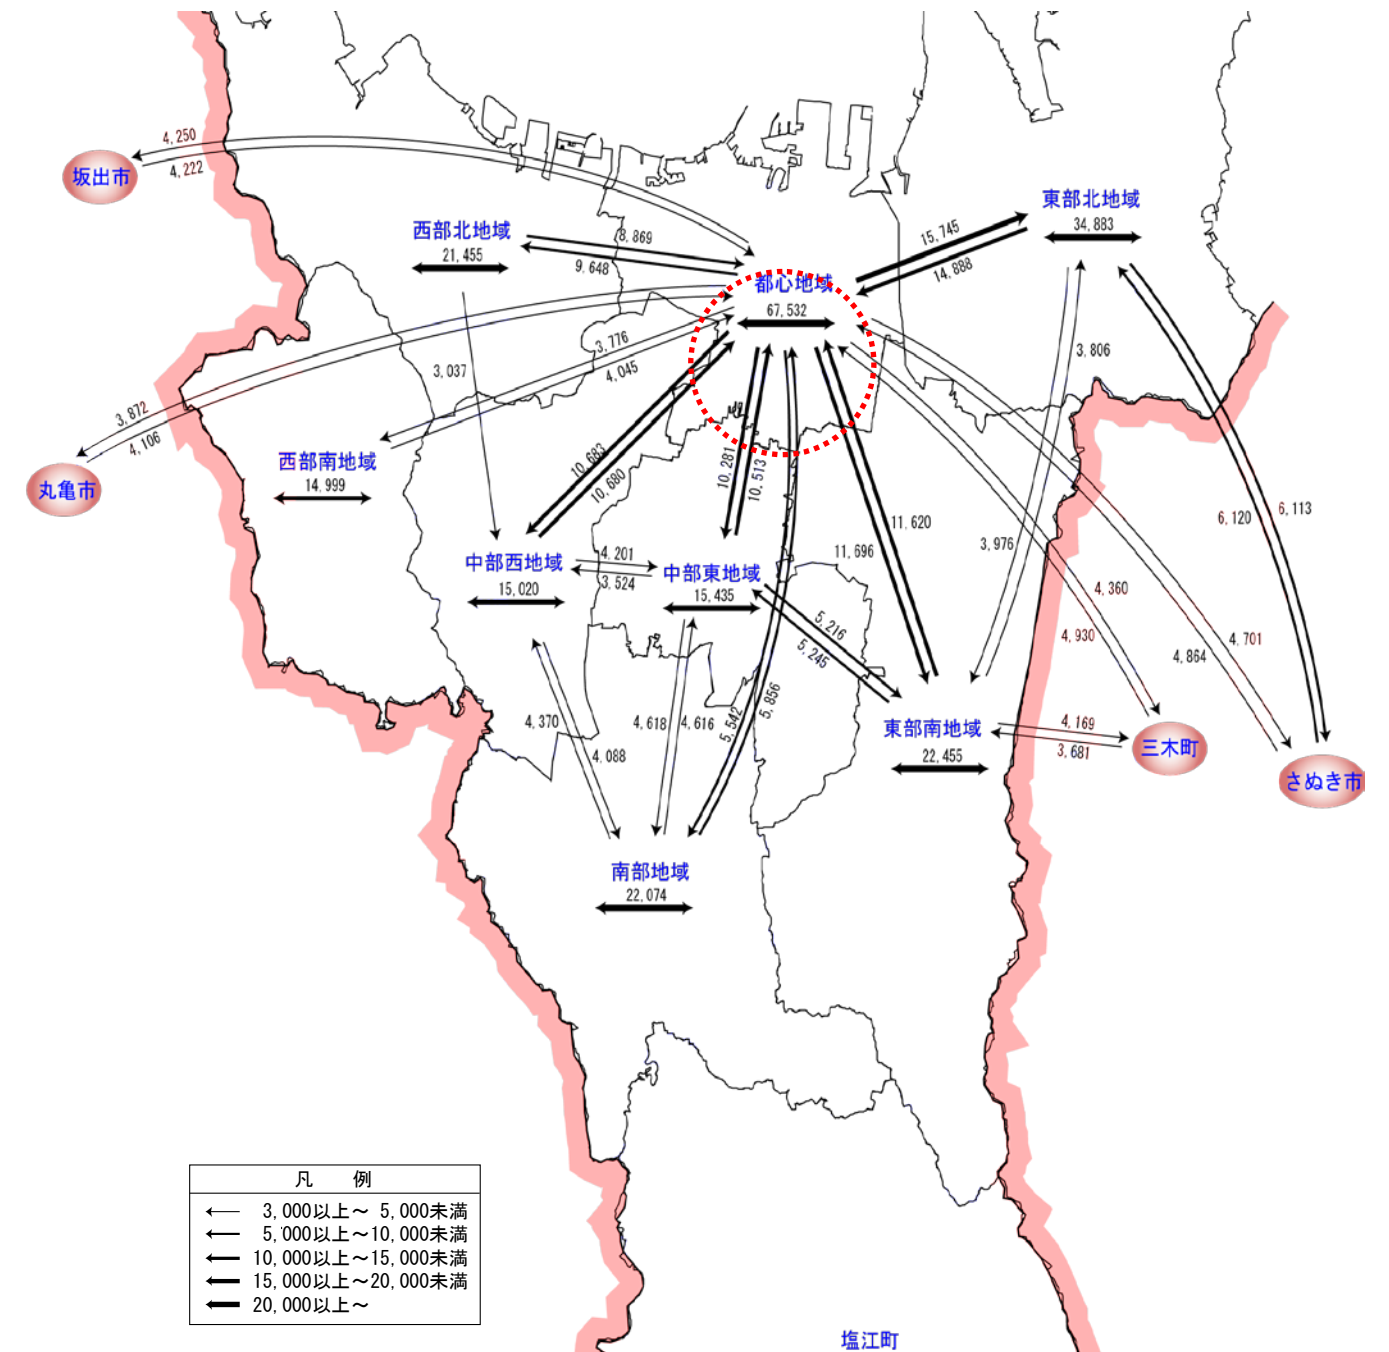 4,250
4,222
坂出市
西部北地域
21,455
8,869
9,648
15,745
14,888
東部北地域
34,883
都心地域
67,532
3,776
4,045
3,037
3,806
3,872
4,106
丸亀市
西部南地域
14,999
10,683
10,680
10,281
10,513
11,620
11,696
3,976
6,120
6,113
中部西地域
15,020
4,201
3,524
中部東地域
15,435
5,216
5,245
4,360
4,930
4,701
4,864
4,370
4,088
4,618
4,616
5,542
5,856
東部南地域
22,455
4,169
3,681
三木町
さぬき市
南部地域
22,074
凡 例
3,000以上～ 5,000未満
5,000以上～10,000未満
10,000以上～15,000未満
15,000以上～20,000未満
20,000以上～
塩江町